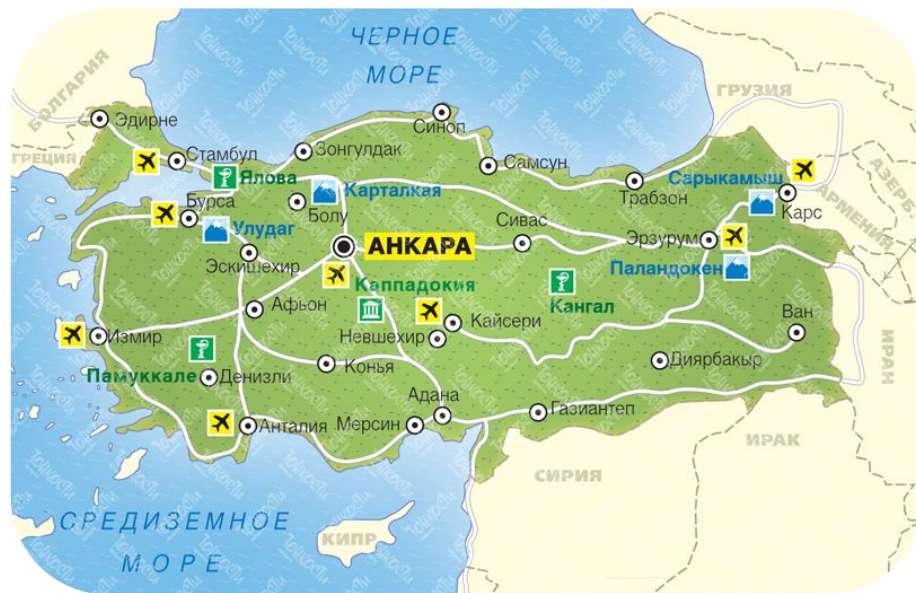 ЧЕРНОЕ
МОРЕ
БОЛГАРИЯ
ГРУЗИЯ
Эдирне
Синоп
ГРЕЦИЯ
Стамбул
Зонгулдак
Самсун
Ялова
Карталкая
Трабзон
Сарыкамыш
АЗЕРБ
АРМЕНИЯ
Бурса
Болу
Карс
Улудаг
Сивас
Эрзурум
АНКАРА
Эскишехир
Паландокен
Каппадокия
Кангал
Афьон
Кайсери
Ван
Измир
Невшехир
ИРАН
Конья
Диярбакыр
Памуккале
Денизли
Адана
Анталия
Мерсин
Газиантеп
ИРАК
СИРИЯ
СРЕДИЗЕМНОЕ
МОРЕ
КИПР